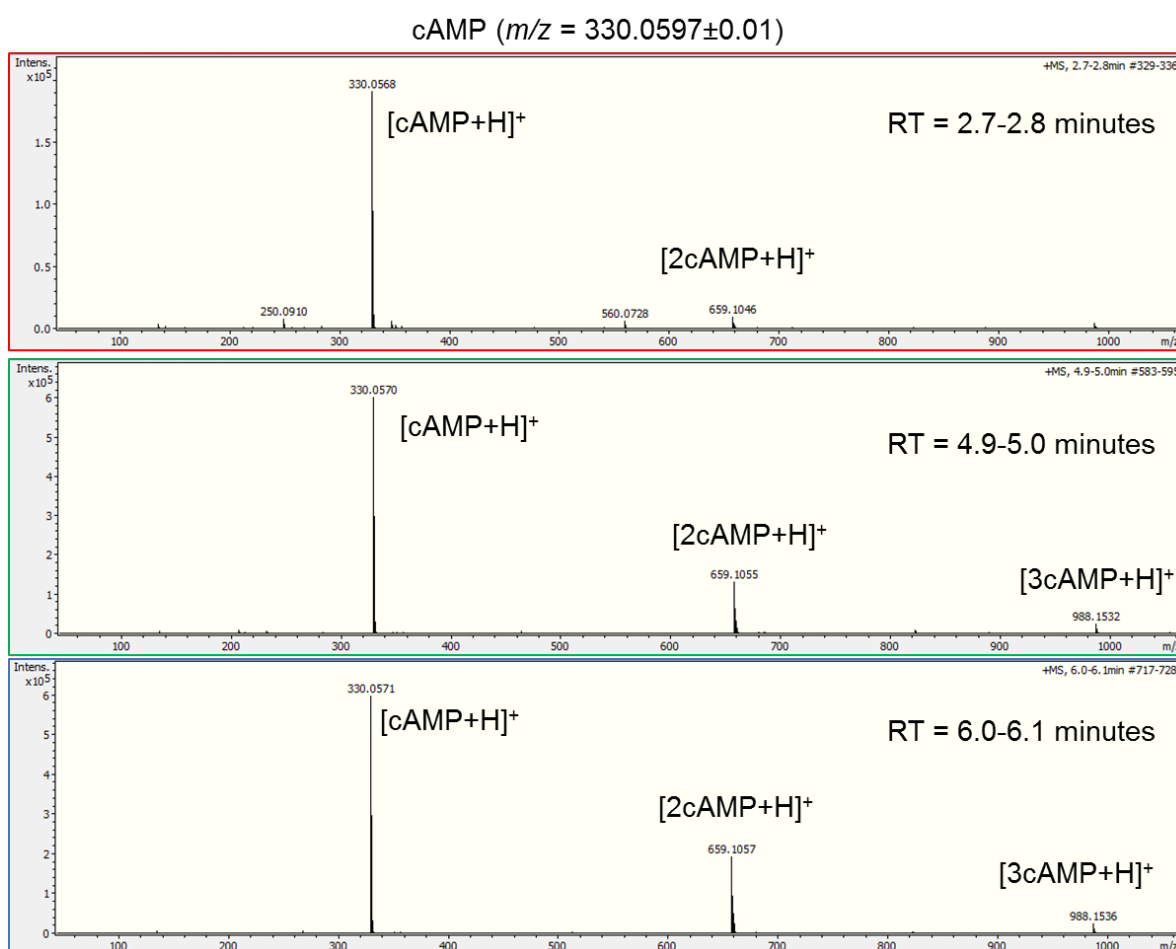 cAMP (m/z = 330.0597±0.01)
Intens.
x10⁵
+MS, 2.7-2.8min #329-336
330.0568
[cAMP+H]⁺
RT = 2.7-2.8 minutes
1.5
1.0
[2cAMP+H]⁺
0.5
250.0910
560.0728
659.1046
0.0
100 200 300 400 500 600 700 800 900 1000 m/z
Intens.
x10⁵
+MS, 4.9-5.0min #583-595
330.0570
6
[cAMP+H]⁺
RT = 4.9-5.0 minutes
5
4
3
[2cAMP+H]⁺
2
659.1055
[3cAMP+H]⁺
1
988.1532
0
100 200 300 400 500 600 700 800 900 1000 m/
Intens.
x10⁵
+MS, 6.0-6.1min #717-728
330.0571
6
[cAMP+H]⁺
RT = 6.0-6.1 minutes
5
4
3
[2cAMP+H]⁺
2
659.1057
[3cAMP+H]⁺
1
988.1536
0
100 200 300 400 500 600 700 800 900 1000 m/